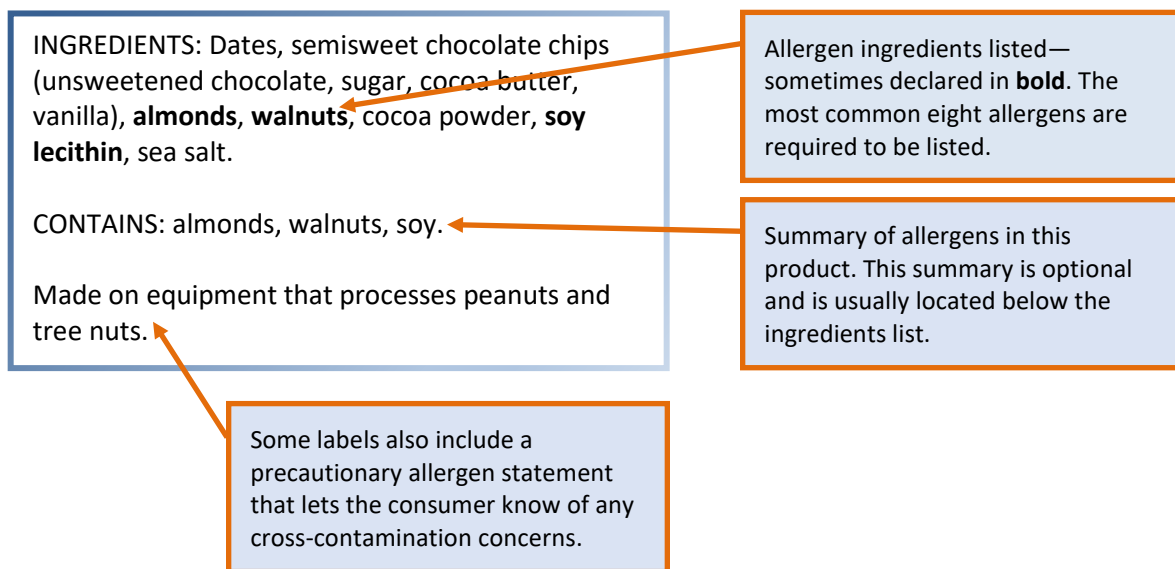 INGREDIENTS: Dates, semisweet chocolate chips
(unsweetened chocolate, sugar, cocoa butter,
vanilla), almonds, walnuts, cocoa powder, soy
lecithin, sea salt.
CONTAINS: almonds, walnuts, soy.
Made on equipment that processes peanuts and
tree nuts.
Allergen ingredients listed—
sometimes declared in bold. The
most common eight allergens are
required to be listed.
Summary of allergens in this
product. This summary is optional
and is usually located below the
ingredients list.
Some labels also include a
precautionary allergen statement
that lets the consumer know of any
cross-contamination concerns.